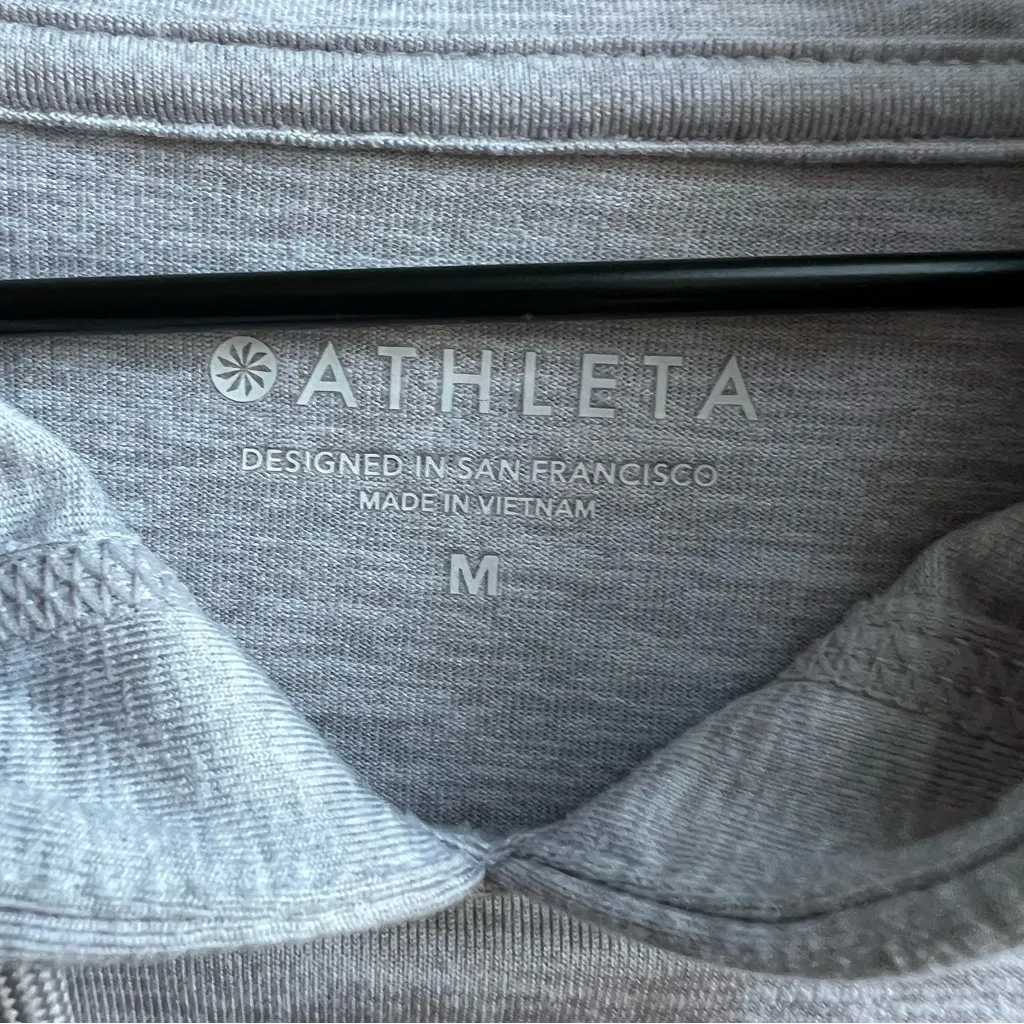 ATHLETA
DESIGNED IN SAN FRANCISCO
MADE IN VIETNAM
M